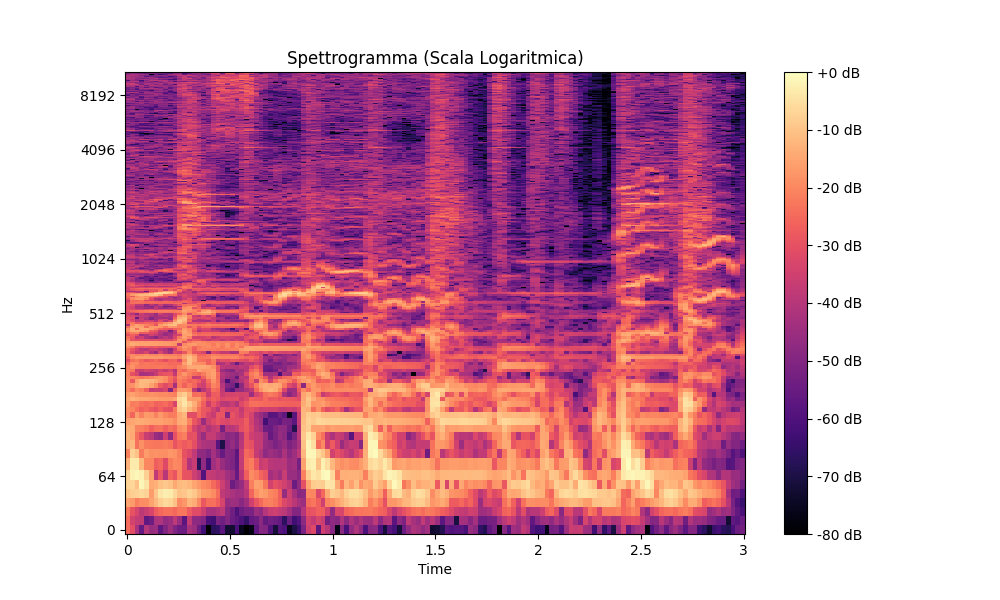 Spettrogramma (Scala Logaritmica)
8192
4096
2048
1024
512
256
128
64
0
Hz
0
0.5
1
1.5
2
2.5
3
Time
+0 dB
-10 dB
-20 dB
-30 dB
-40 dB
-50 dB
-60 dB
-70 dB
-80 dB